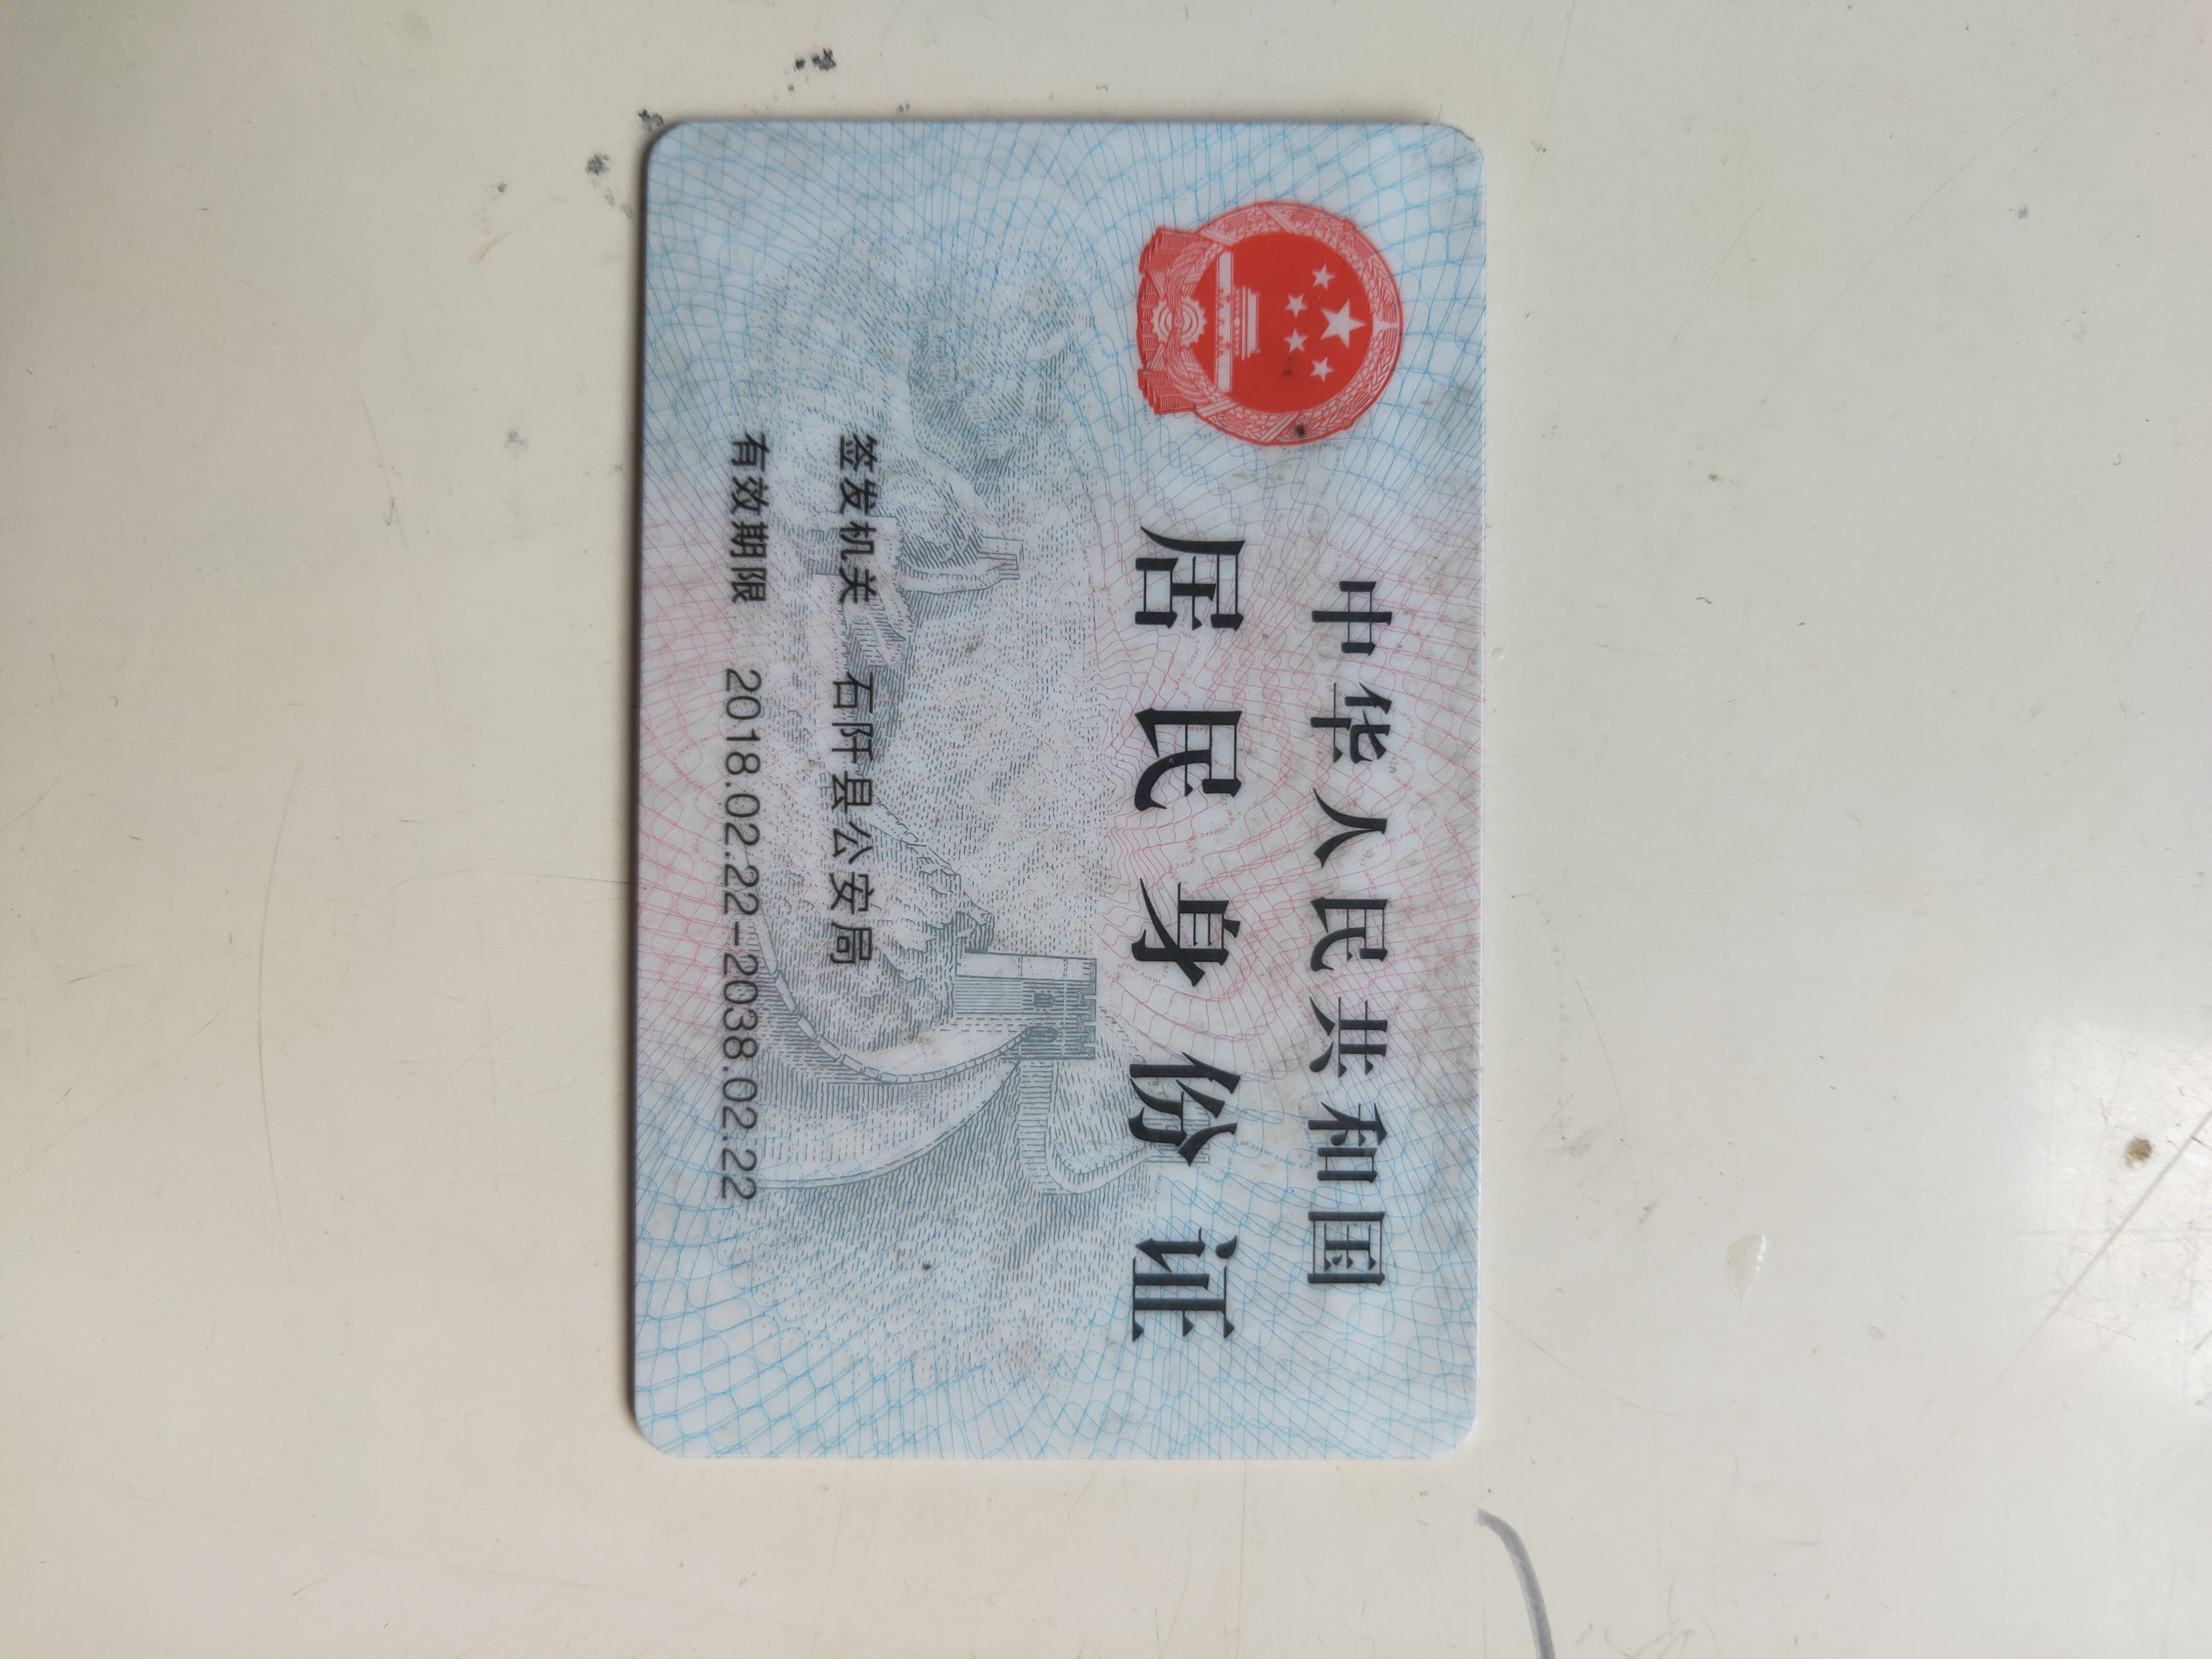 中华人民共和国
居民身份证
签发机关 石阡县公安局
有效期限 2018.02.22-2038.02.22